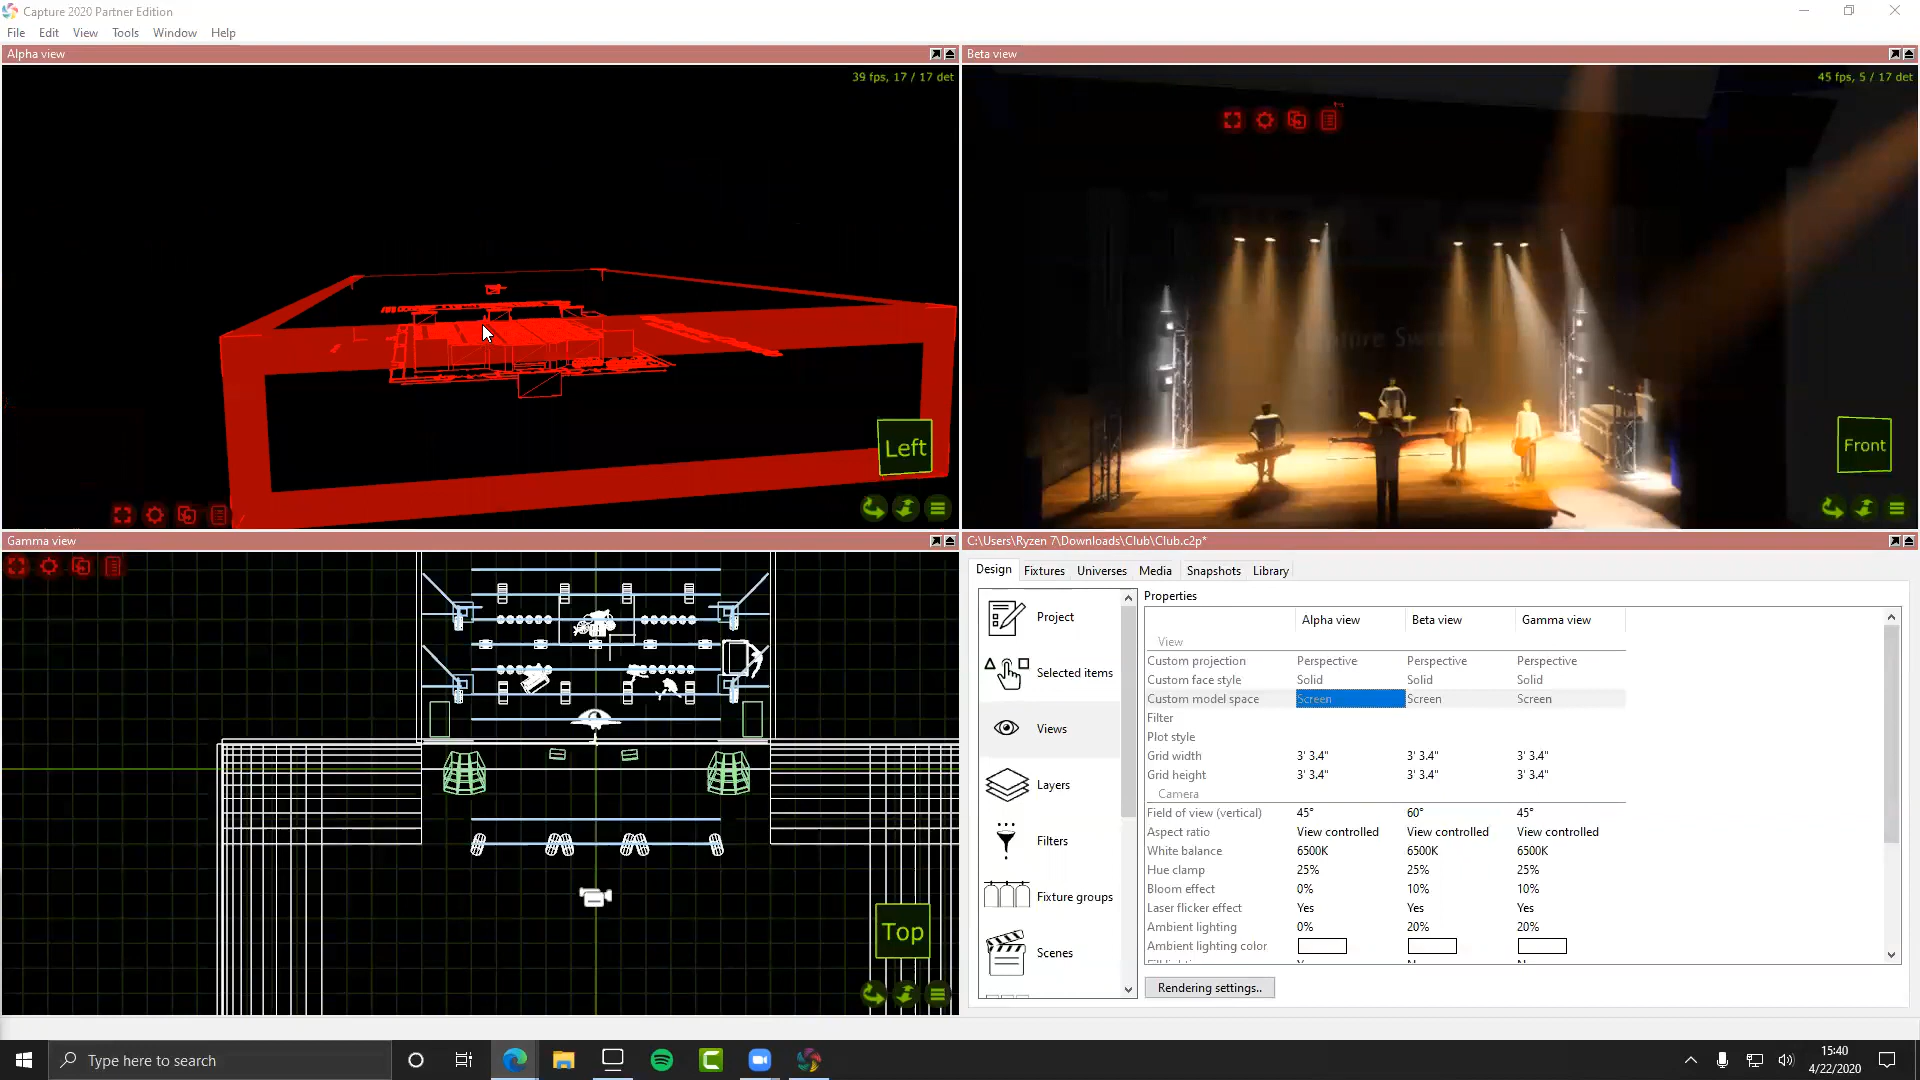 Capture 2020 Partner Edition
File Edit View Tools Window Help
Alpha view
39 fps, 17 / 17 det
Left
Beta view
45 fps, 5 / 17 det
Front
Gamma view
Top
C:\Users\Ryzen 7\Downloads\Club\Club.c2p*
Design Fixtures Universes Media Snapshots Library
Project
Selected items
Views
Layers
Filters
Fixture groups
Scenes
Properties
Alpha view Beta view Gamma view
View
Custom projection Perspective Perspective Perspective
Custom face style Solid Solid Solid
Custom model space Screen Screen Screen
Filter
Plot style
Grid width 3' 3.4" 3' 3.4" 3' 3.4"
Grid height 3' 3.4" 3' 3.4" 3' 3.4"
Camera
Field of view (vertical) 45° 60° 45°
Aspect ratio View controlled View controlled View controlled
White balance 6500K 6500K 6500K
Hue clamp 25% 25% 25%
Bloom effect 0% 10% 10%
Laser flicker effect Yes Yes Yes
Ambient lighting 0% 20% 20%
Ambient lighting color
Rendering settings..
Type here to search
15:40
4/22/2020